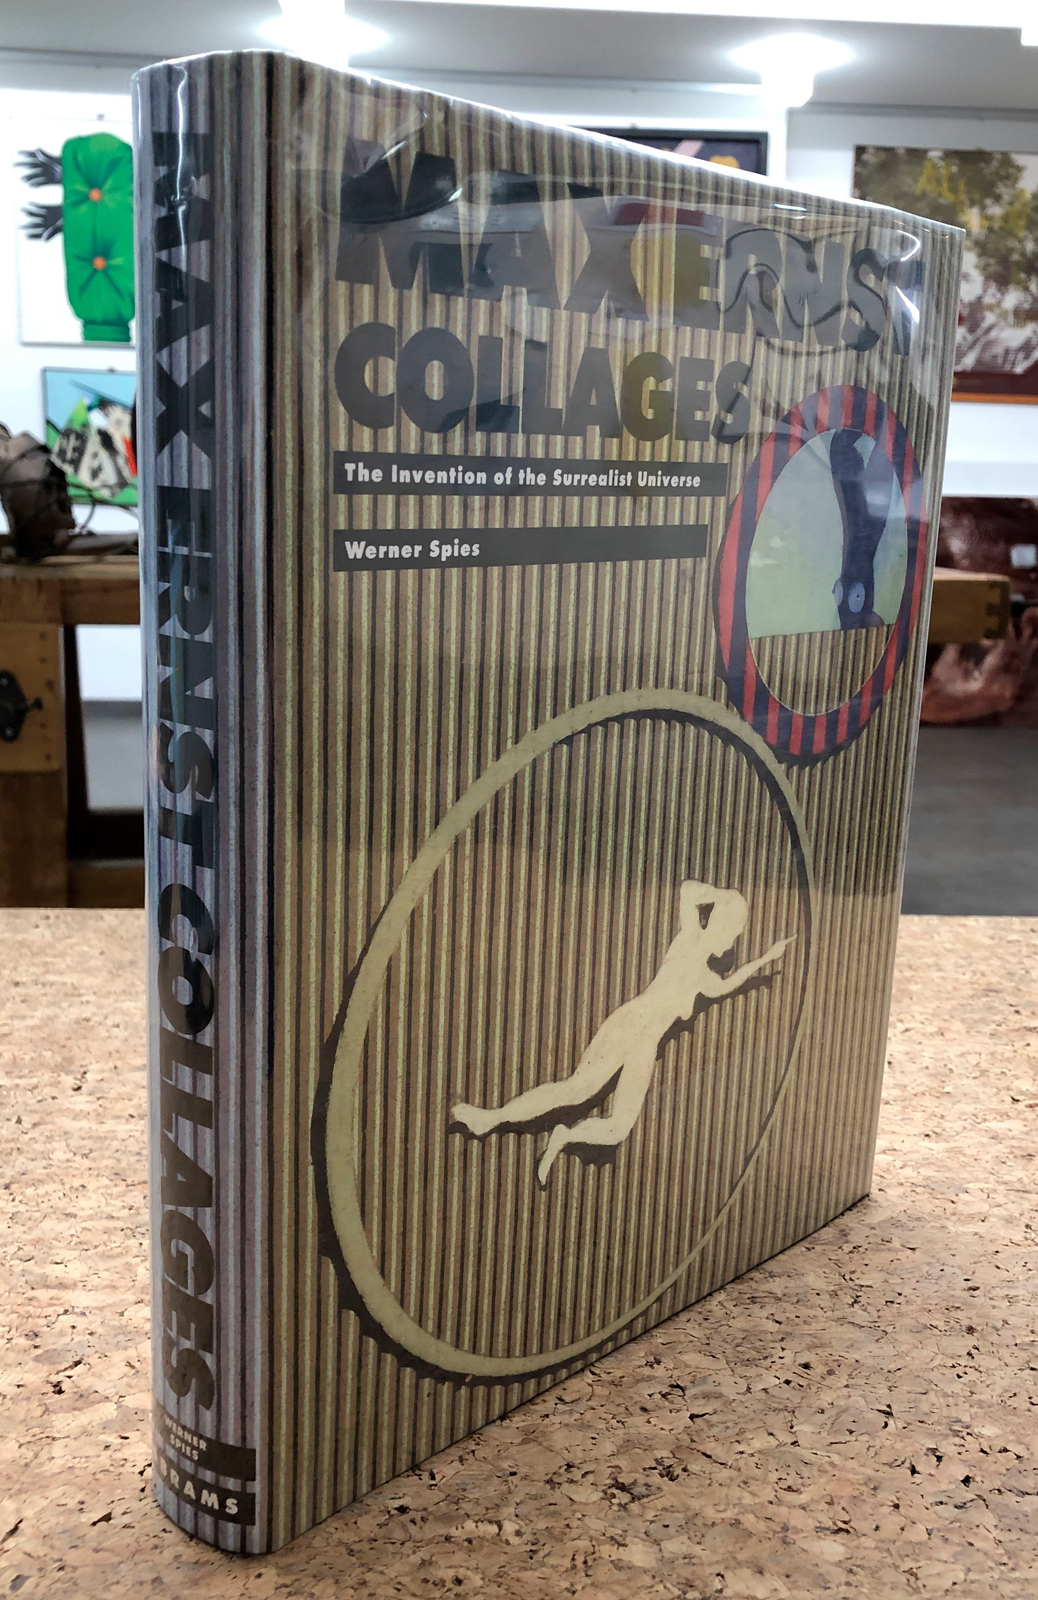 MAX ERNST
COLLAGES
The Invention of the Surrealist Universe
Werner Spies
MAX ERNST COLLAGES
WERNER
SPIES
ABRAMS